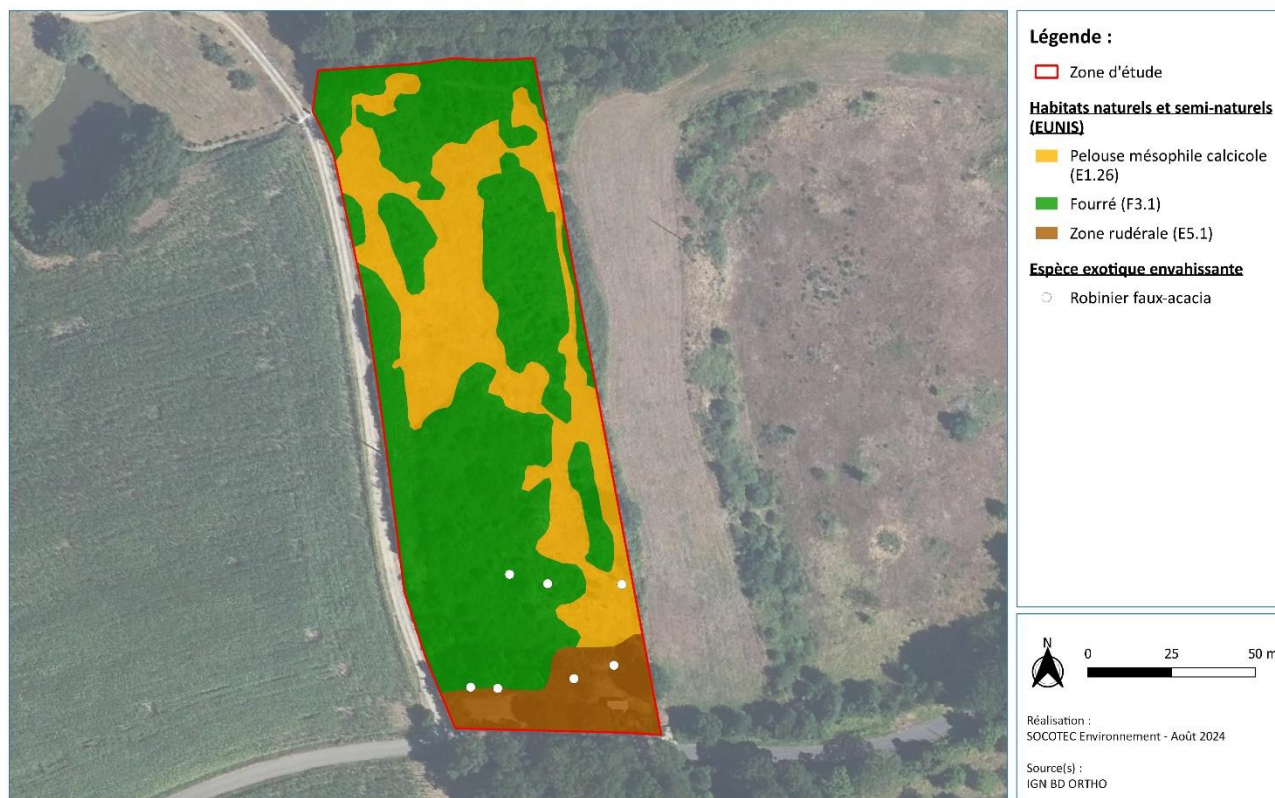 Légende :
Zone d'étude
Habitats naturels et semi-naturels
(EUNIS)
Pelouse mésophile calcicole
(E1.26)
Fourré (F3.1)
Zone rudérale (E5.1)
Espèce exotique envahissante
Robinier faux-acacia
N
0 25 50 m
Réalisation :
SOCOTEC Environnement - Août 2024
Source(s) :
IGN BD ORTHO